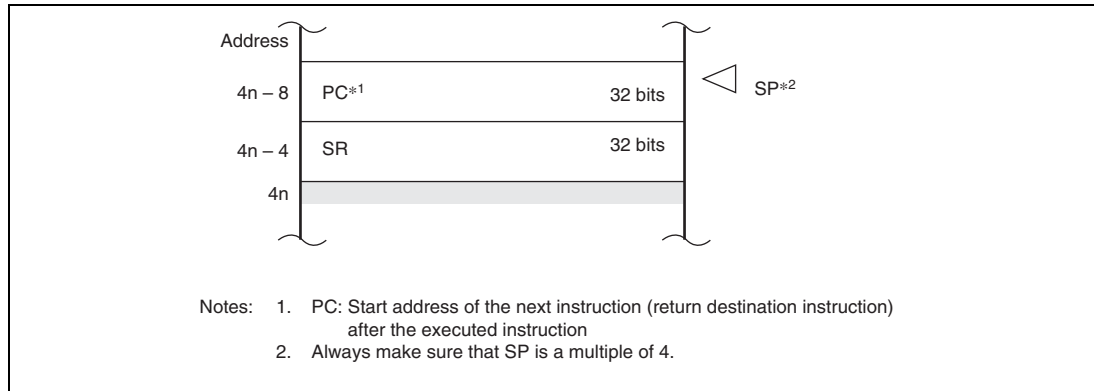 Address
4n – 8 PC*1 32 bits SP*2
4n – 4 SR 32 bits
4n
Notes: 1. PC: Start address of the next instruction (return destination instruction)
after the executed instruction
2. Always make sure that SP is a multiple of 4.